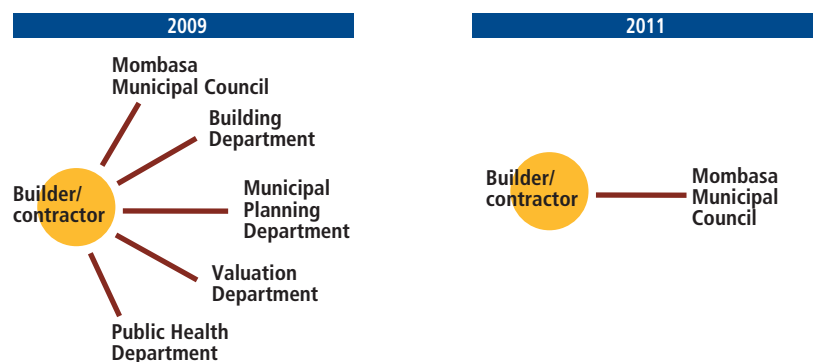 2009
Mombasa
Municipal Council
Building
Department
Builder/
contractor
Municipal
Planning
Department
Valuation
Department
Public Health
Department
2011
Builder/
contractor
Mombasa
Municipal
Council